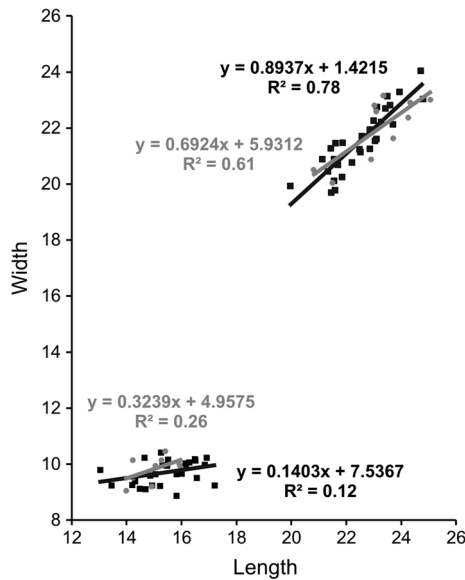 26
24
22
20
18
16
14
12
10
8
Width
y = 0.8937x + 1.4215
R² = 0.78
y = 0.6924x + 5.9312
R² = 0.61
y = 0.3239x + 4.9575
R² = 0.26
y = 0.1403x + 7.5367
R² = 0.12
12 14 16 18 20 22 24 26
Length